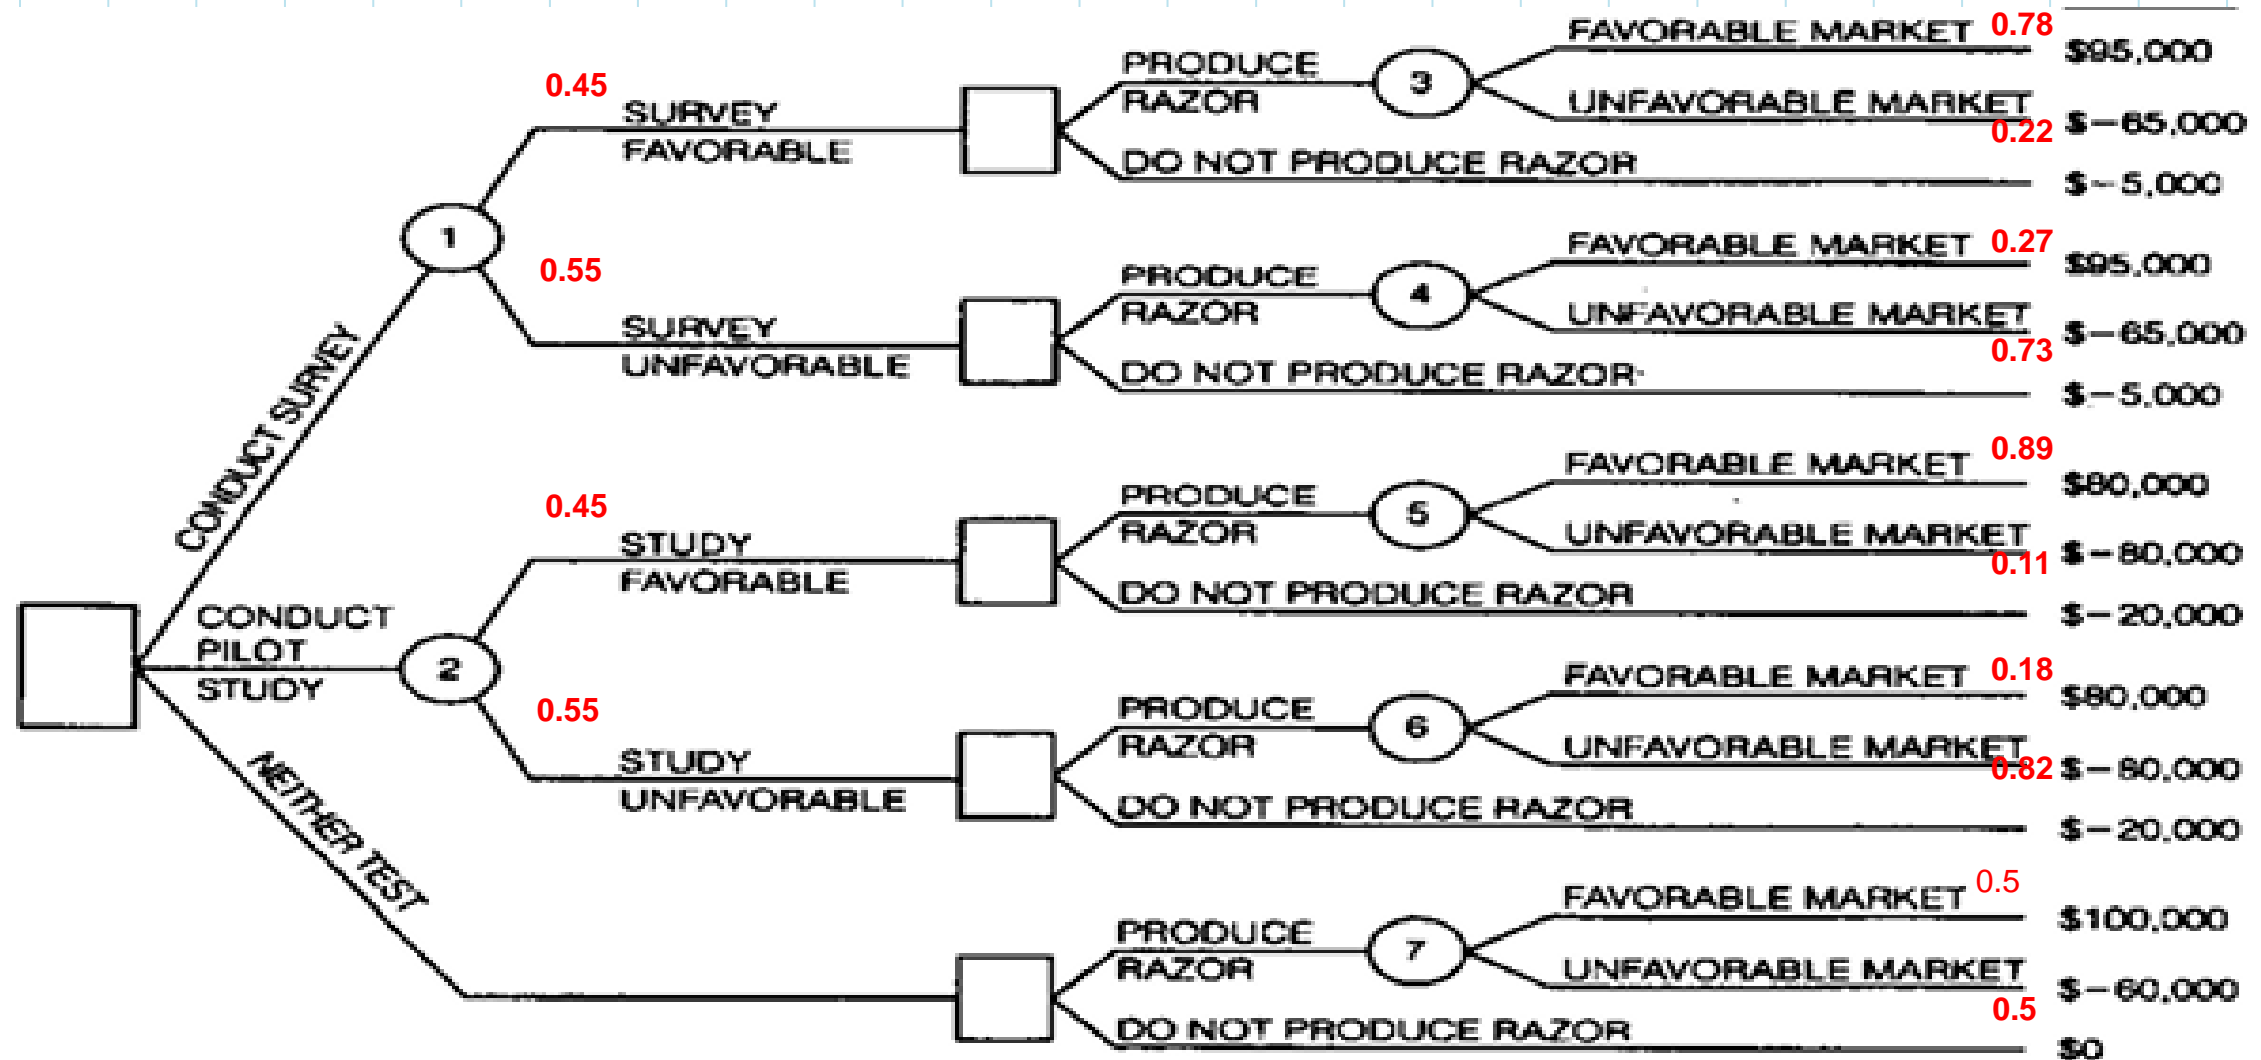 FAVORABLE MARKET 0.78
$95,000
PRODUCE
RAZOR
3
UNFAVORABLE MARKET
0.22
$-65,000
0.45
SURVEY
FAVORABLE
DO NOT PRODUCE RAZOR
$-5,000
1
FAVORABLE MARKET 0.27
$95,000
0.55
PRODUCE
RAZOR
4
UNFAVORABLE MARKET
0.73
$-65,000
SURVEY
UNFAVORABLE
DO NOT PRODUCE RAZOR
$-5,000
CONDUCT SURVEY
FAVORABLE MARKET 0.89
$80,000
0.45
PRODUCE
RAZOR
5
UNFAVORABLE MARKET
0.11
$-80,000
STUDY
FAVORABLE
DO NOT PRODUCE RAZOR
$-20,000
CONDUCT
PILOT
STUDY
2
FAVORABLE MARKET 0.18
$80,000
0.55
PRODUCE
RAZOR
6
UNFAVORABLE MARKET
0.82
$-80,000
STUDY
UNFAVORABLE
DO NOT PRODUCE RAZOR
$-20,000
NEITHER TEST
FAVORABLE MARKET 0.5
$100,000
PRODUCE
RAZOR
7
UNFAVORABLE MARKET
$-60,000
0.5
DO NOT PRODUCE RAZOR
$0